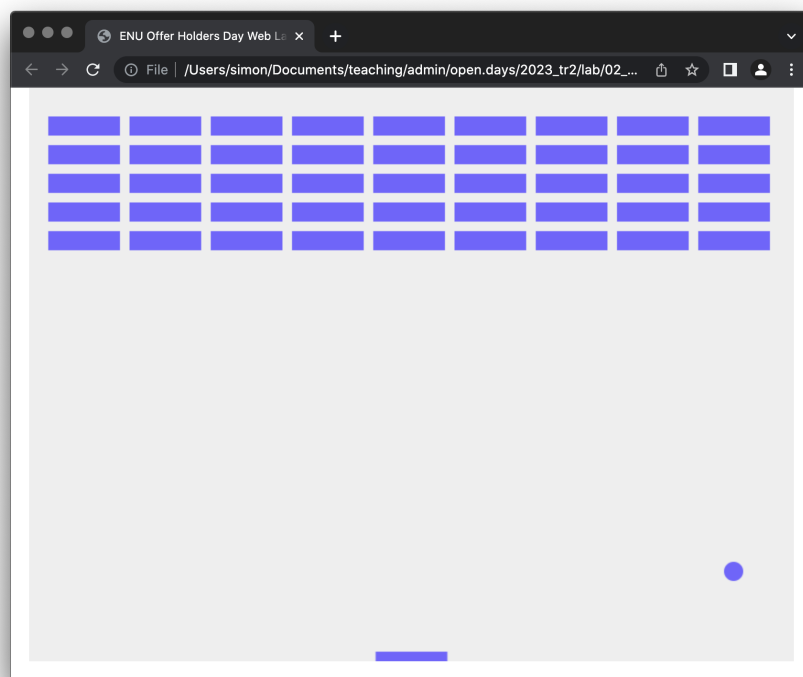 ENU Offer Holders Day Web La
File /Users/simon/Documents/teaching/admin/open.days/2023_tr2/lab/02_...